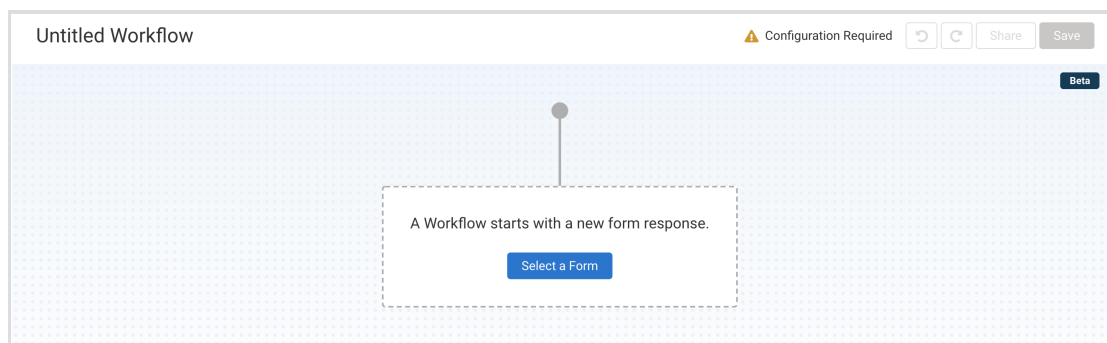 Untitled Workflow
Configuration Required
Share
Save
Beta
A Workflow starts with a new form response.
Select a Form